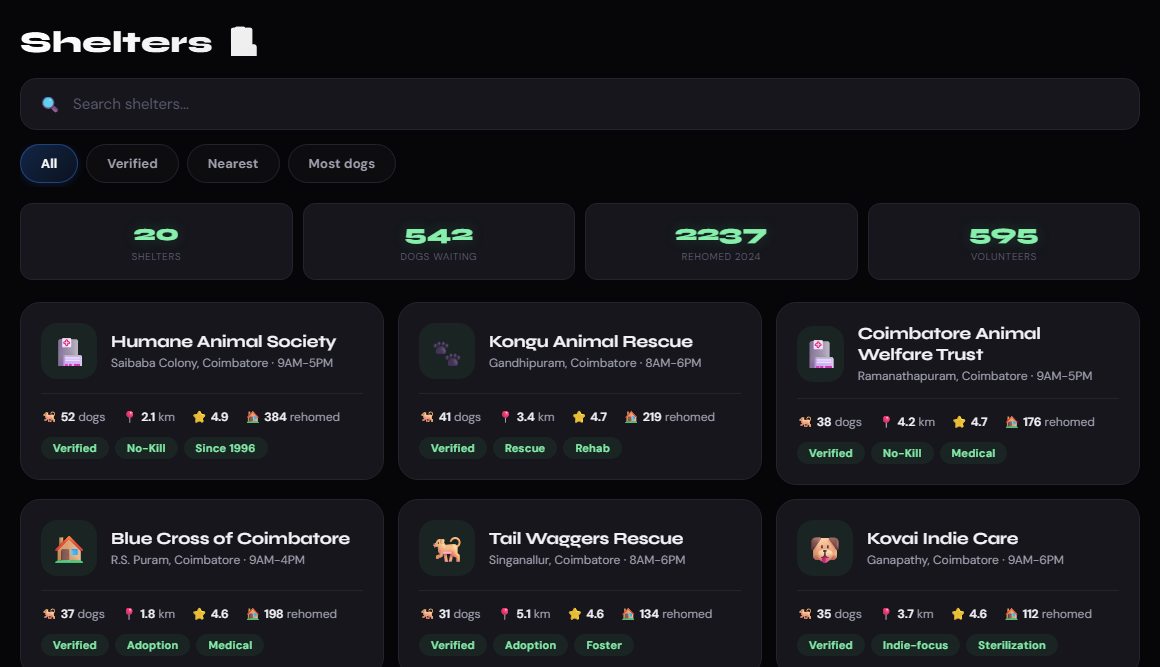 Shelters
Search shelters...
All Verified Nearest Most dogs
20 542 2237 595
SHELTERS DOGS WAITING REHOMED 2024 VOLUNTEERS
Humane Animal Society
Saibaba Colony, Coimbatore · 9AM–5PM
52 dogs 2.1 km 4.9 384 rehomed
Verified No-Kill Since 1996
Kongu Animal Rescue
Gandhipuram, Coimbatore · 8AM–6PM
41 dogs 3.4 km 4.7 219 rehomed
Verified Rescue Rehab
Coimbatore Animal
Welfare Trust
Ramanathapuram, Coimbatore · 9AM–5PM
38 dogs 4.2 km 4.7 176 rehomed
Verified No-Kill Medical
Blue Cross of Coimbatore
R.S. Puram, Coimbatore · 9AM–4PM
37 dogs 1.8 km 4.6 198 rehomed
Verified Adoption Medical
Tail Waggers Rescue
Singanallur, Coimbatore · 8AM–6PM
31 dogs 5.1 km 4.6 134 rehomed
Verified Adoption Foster
Kovai Indie Care
Ganapathy, Coimbatore · 9AM–6PM
35 dogs 3.7 km 4.6 112 rehomed
Verified Indie-focus Sterilization